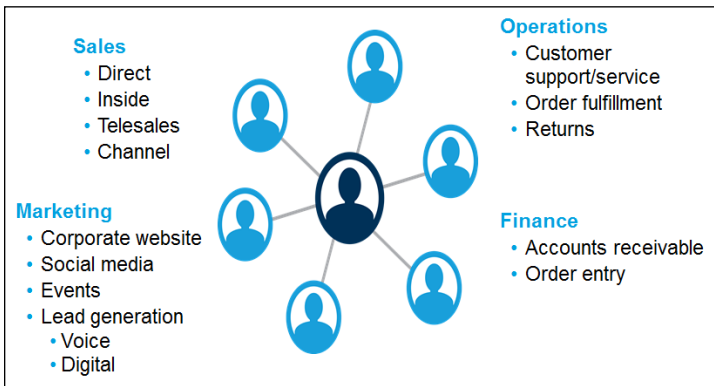 Sales
• Direct
• Inside
• Telesales
• Channel
Marketing
• Corporate website
• Social media
• Events
• Lead generation
• Voice
• Digital
Operations
• Customer
support/service
• Order fulfillment
• Returns
Finance
• Accounts receivable
• Order entry